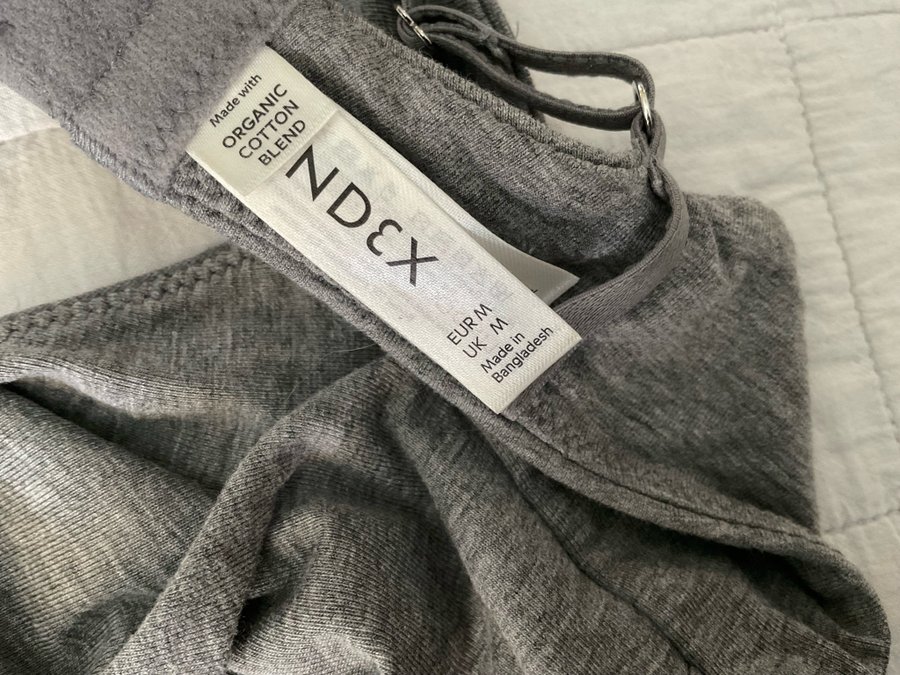 Made with
ORGANIC
COTTON
BLEND
NDEX
EUR M
UK M
Made in
Bangladesh